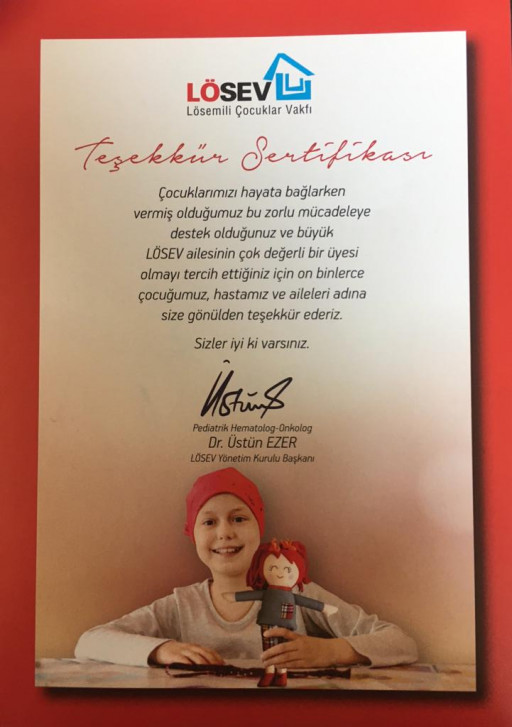 LÖSEV
Lösemili Çocuklar Vakfı
Teşekkür Sertifikası
Çocuklarımızı hayata bağlarken
vermiş olduğumuz bu zorlu mücadeleye
destek olduğunuz ve büyük
LÖSEV ailesinin çok değerli bir üyesi
olmayı tercih ettiğiniz için on binlerce
çocuğumuz, hastamız ve aileleri adına
size gönülden teşekkür ederiz.
Sizler iyi ki varsınız.
Pediatrik Hematolog-Onkolog
Dr. Üstün EZER
LÖSEV Yönetim Kurulu Başkanı